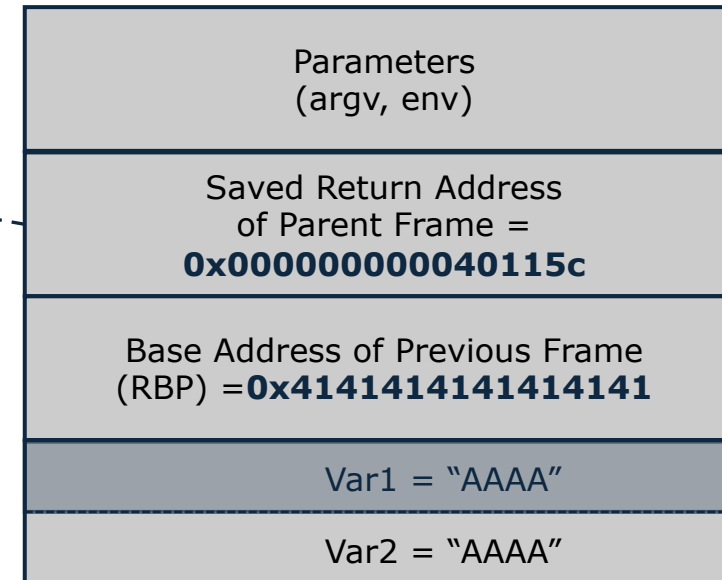 Parameters
(argv, env)
Saved Return Address
of Parent Frame =
0x000000000040115c
Base Address of Previous Frame
(RBP) =0x4141414141414141
Var1 = “AAAA”
Var2 = “AAAA”